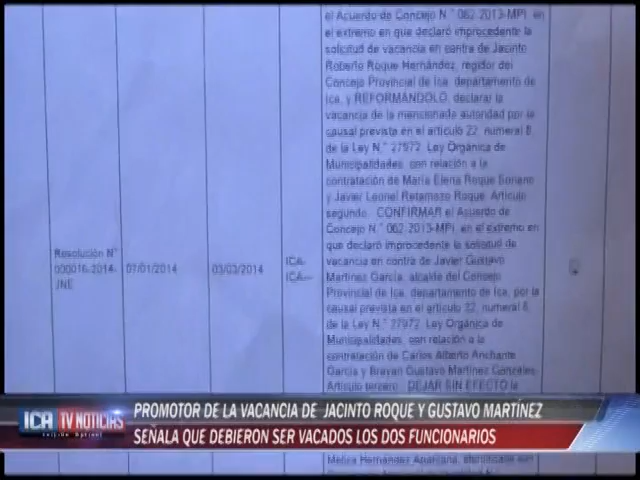 el Acuerdo de Concejo N.° 062-2013-MPI, en
el extremo en que declaró improcedente la
solicitud de vacancia en contra de Jacinto
Roberto Roque Hernández, regidor del
Concejo Provincial de Ica, departamento de
Ica, y REFORMÁNDOLO, declarar la
vacancia de la mencionada autoridad por la
causal prevista en el artículo 22, numeral 8,
de la Ley N.° 27972, Ley Orgánica de
Municipalidades, con relación a la
contratación de María Elena Roque Soriano
y Javier Leonel Retamozo Roque. Artículo
segundo.- CONFIRMAR el Acuerdo de
Concejo N.° 062-2013-MPI, en el extremo en
que declaró improcedente la solicitud de
vacancia en contra de Javier Gustavo
Martínez García, alcalde del Concejo
Provincial de Ica, departamento de Ica, por la
causal prevista en el artículo 22, numeral 8,
de la Ley N.° 27972, Ley Orgánica de
Municipalidades, con relación a la
contratación de Carlos Alberto Anchante
García y Brayan Gustavo Martínez Gonzales.
Artículo tercero.- DEJAR SIN EFECTO la
Resolución N°
000016-2014-
JNE
07/01/2014
03/03/2014
ICA-
ICA--
ICA TV NOTICIAS
PROMOTOR DE LA VACANCIA DE JACINTO ROQUE Y GUSTAVO MARTÍNEZ
SEÑALA QUE DEBIERON SER VACADOS LOS DOS FUNCIONARIOS